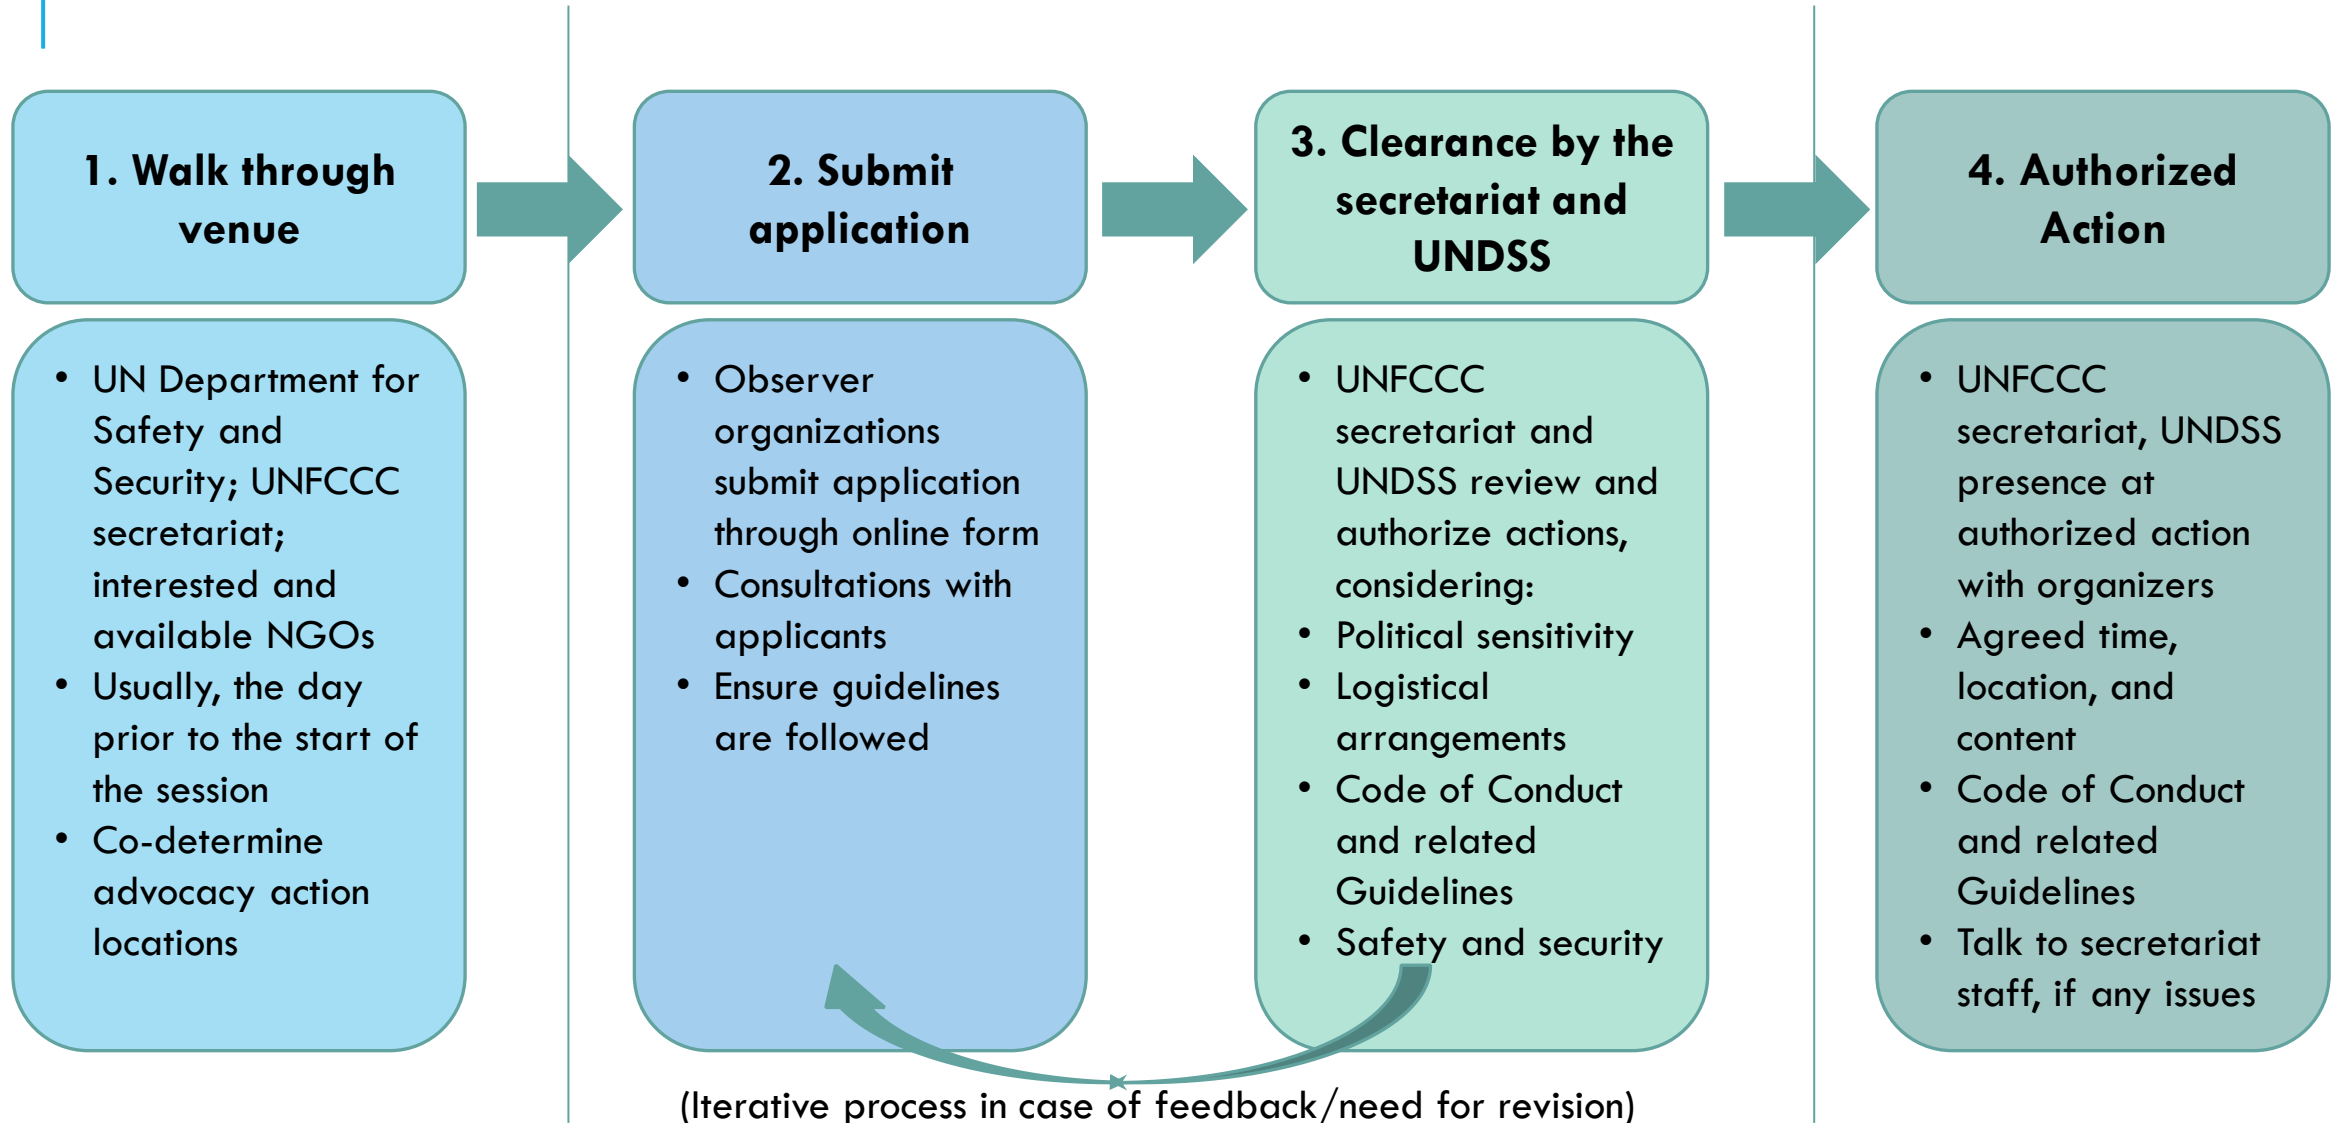 1. Walk through
venue
• UN Department for
Safety and
Security; UNFCCC
secretariat;
interested and
available NGOs
• Usually, the day
prior to the start of
the session
• Co-determine
advocacy action
locations
2. Submit
application
• Observer
organizations
submit application
through online form
• Consultations with
applicants
• Ensure guidelines
are followed
3. Clearance by the
secretariat and
UNDSS
• UNFCCC
secretariat and
UNDSS review and
authorize actions,
considering:
• Political sensitivity
• Logistical
arrangements
• Code of Conduct
and related
Guidelines
• Safety and security
4. Authorized
Action
• UNFCCC
secretariat, UNDSS
presence at
authorized action
with organizers
• Agreed time,
location, and
content
• Code of Conduct
and related
Guidelines
• Talk to secretariat
staff, if any issues
(Iterative process in case of feedback/need for revision)